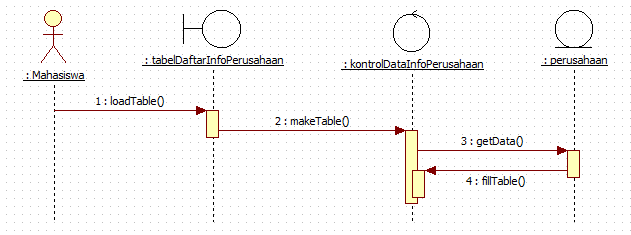 : Mahasiswa
: tabelDaftarInfoPerusahaan
: kontrolDataInfoPerusahaan
: perusahaan
1 : loadTable()
2 : makeTable()
3 : getData()
4 : fillTable()